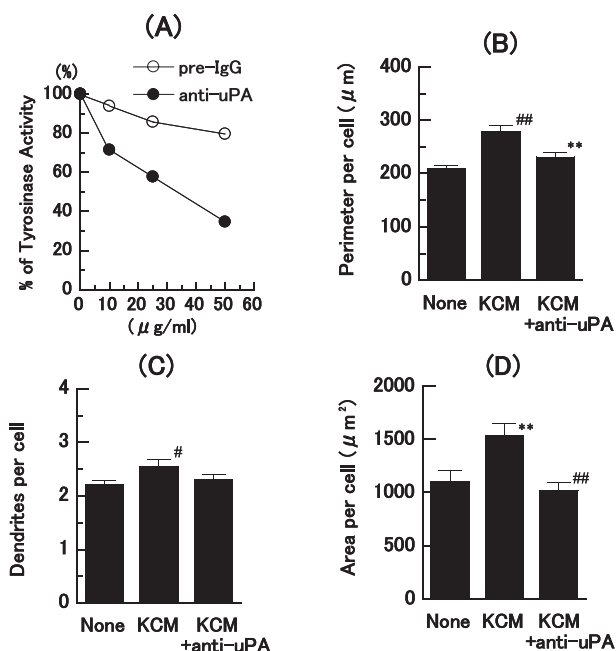 (A)
(%)
pre-IgG
anti-uPA
% of Tyrosinase Activity
100
80
60
40
20
0
0 10 20 30 40 50 60
(μg/ml)
(B)
Perimeter per cell (μm)
400
300
200
100
0
##
**
None KCM KCM
+anti-uPA
(C)
Dendrites per cell
4
3
2
1
0
#
None KCM KCM
+anti-uPA
(D)
Area per cell (μm²)
2000
1500
1000
500
0
**
##
None KCM KCM
+anti-uPA